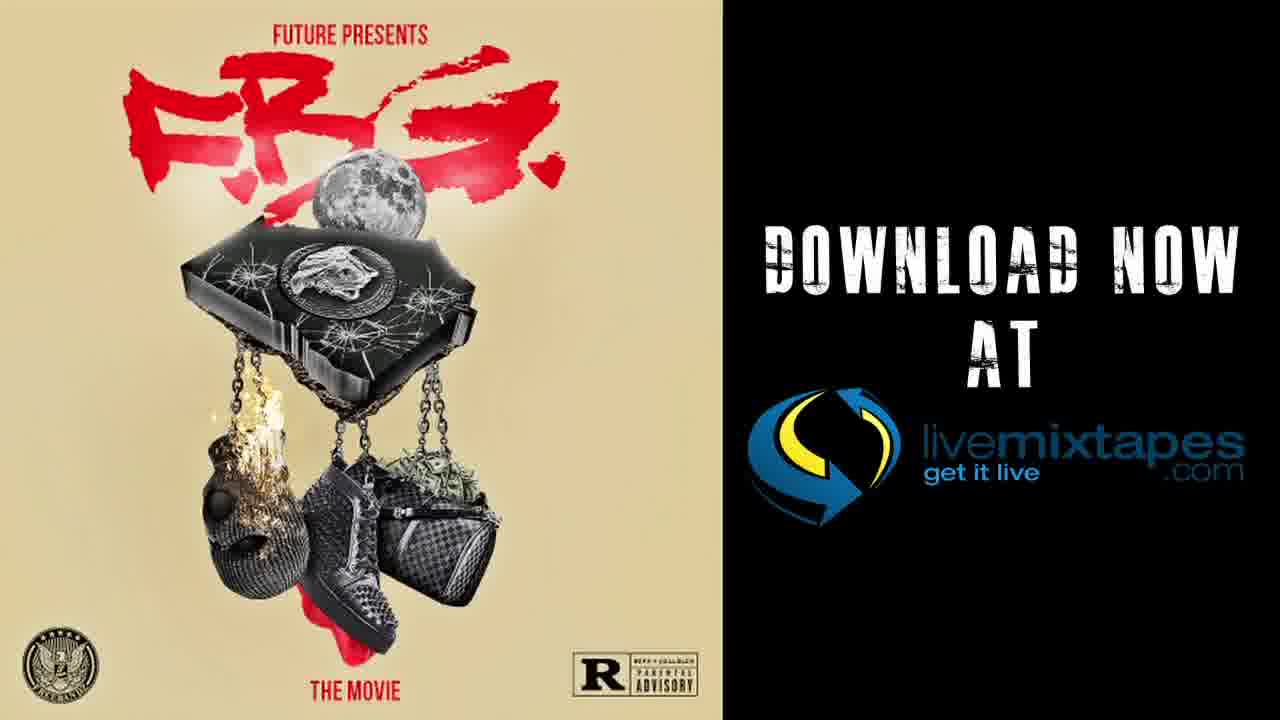 FUTURE PRESENTS
F.B.G.
THE MOVIE
R
PARENTAL
ADVISORY
DOWNLOAD NOW
AT
livemixtapes
.com
get it live